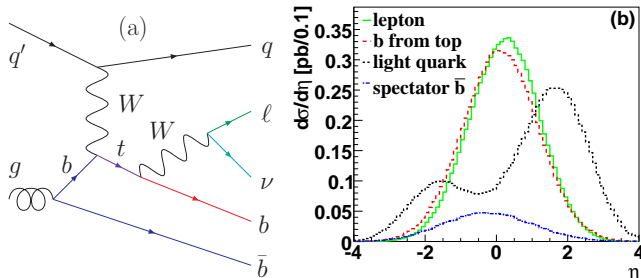 (a)
q′
q
W
W
ℓ
t
g
b
ν
b
b̄
(b)
lepton
b from top
light quark
spectator b̄
dσ/dη [pb/0.1]
0.35
0.3
0.25
0.2
0.15
0.1
0.05
0
-4 -2 0 2 4
η